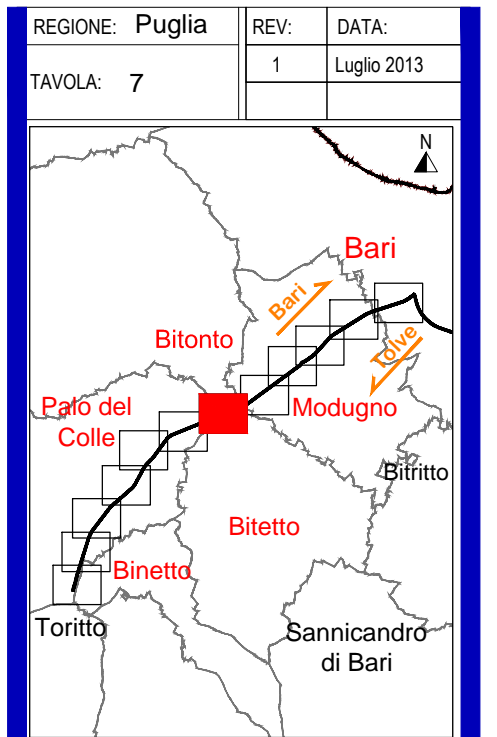 REGIONE: Puglia
REV:
DATA:
TAVOLA: 7
1
Luglio 2013
N
Bari
Bari
Tolve
Bitonto
Palo del
Colle
Modugno
Bitritto
Bitetto
Binetto
Toritto
Sannicandro
di Bari